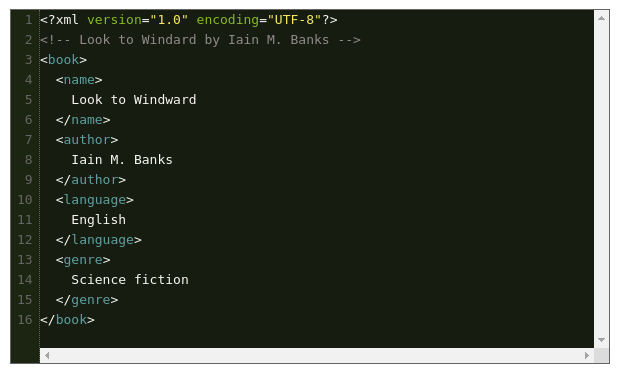 1 <?xml version="1.0" encoding="UTF-8"?>
2 <!-- Look to Windard by Iain M. Banks -->
3 <book>
4   <name>
5     Look to Windward
6   </name>
7   <author>
8     Iain M. Banks
9   </author>
10   <language>
11     English
12   </language>
13   <genre>
14     Science fiction
15   </genre>
16 </book>